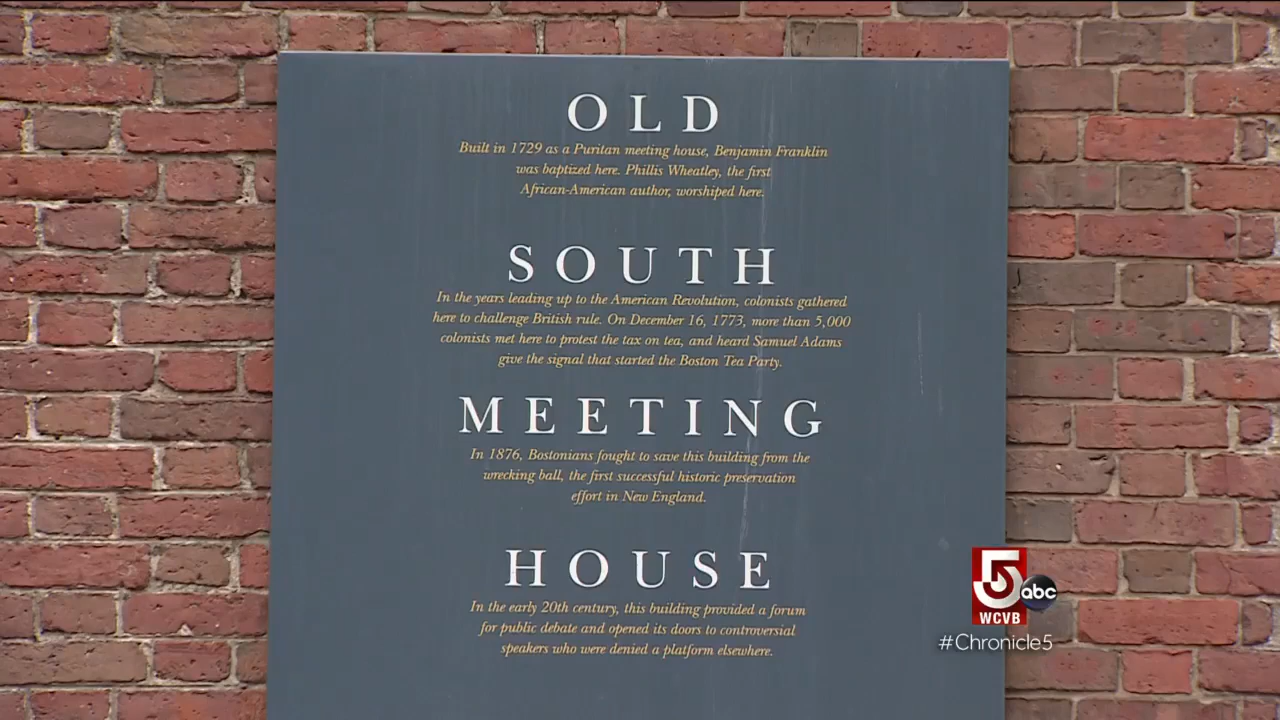 OLD
Built in 1729 as a Puritan meeting house, Benjamin Franklin
was baptized here. Phillis Wheatley, the first
African-American author, worshiped here.
SOUTH
In the years leading up to the American Revolution, colonists gathered
here to challenge British rule. On December 16, 1773, more than 5,000
colonists met here to protest the tax on tea, and heard Samuel Adams
give the signal that started the Boston Tea Party.
MEETING
In 1876, Bostonians fought to save this building from the
wrecking ball, the first successful historic preservation
effort in New England.
HOUSE
In the early 20th century, this building provided a forum
for public debate and opened its doors to controversial
speakers who were denied a platform elsewhere.
5
abc
WCVB
#Chronicle5